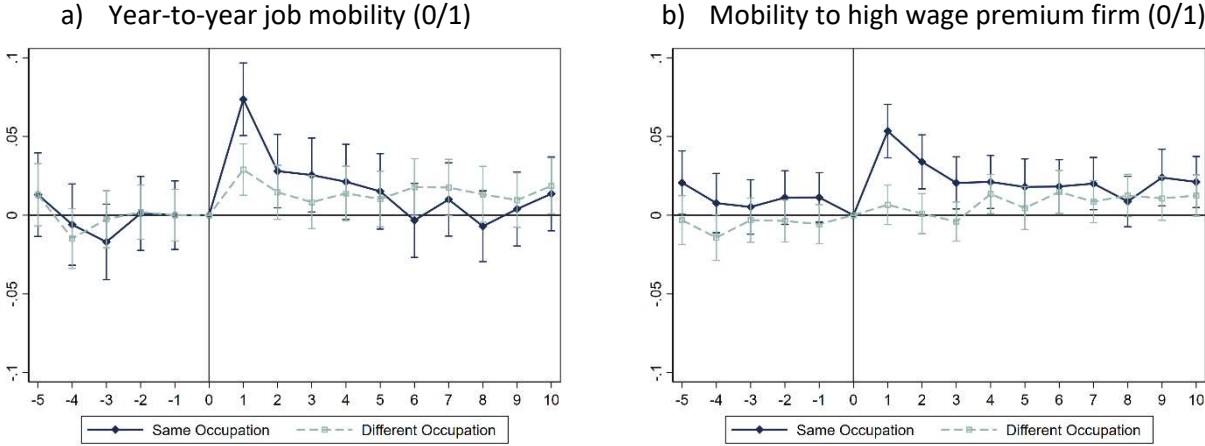 a) Year-to-year job mobility (0/1)
.1
.05
0
-.05
-.1
-5 -4 -3 -2 -1 0 1 2 3 4 5 6 7 8 9 10
Same Occupation Different Occupation
b) Mobility to high wage premium firm (0/1)
.1
.05
0
-.05
-.1
-5 -4 -3 -2 -1 0 1 2 3 4 5 6 7 8 9 10
Same Occupation Different Occupation